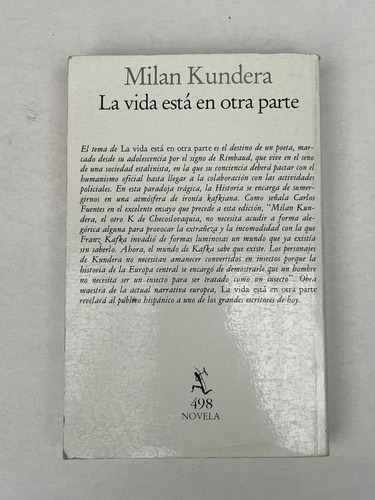 Milan Kundera
La vida está en otra parte
El tema de La vida está en otra parte es el destino de un poeta, mar-
cado desde su adolescencia por el signo de Rimbaud, que vive en el seno
de una sociedad estalinista, en la que su conciencia deberá pactar con el
humanismo oficial hasta llegar a la colaboración con las actividades
policiales. En esta paradoja trágica, la Historia se encarga de sumer-
girnos en una atmósfera de ironía kafkiana. Como señala Carlos
Fuentes en el excelente ensayo que precede a esta edición, "Milan Kun-
dera, el otro K de Checoslovaquia, no necesita acudir a forma ale-
górica alguna para provocar la extrañeza y la incomodidad con la que
Franz Kafka invadió de formas luminosas un mundo que ya existía
sin saberlo. Ahora, el mundo de Kafka sabe que existe. Los personajes
de Kundera no necesitan amanecer convertidos en insectos porque la
historia de la Europa central se encargó de demostrarle que un hombre
no necesita ser un insecto para ser tratado como un insecto". Obra
maestra de la actual narrativa europea, La vida está en otra parte
revelará al público hispánico a uno de los grandes escritores de hoy.
498
NOVELA